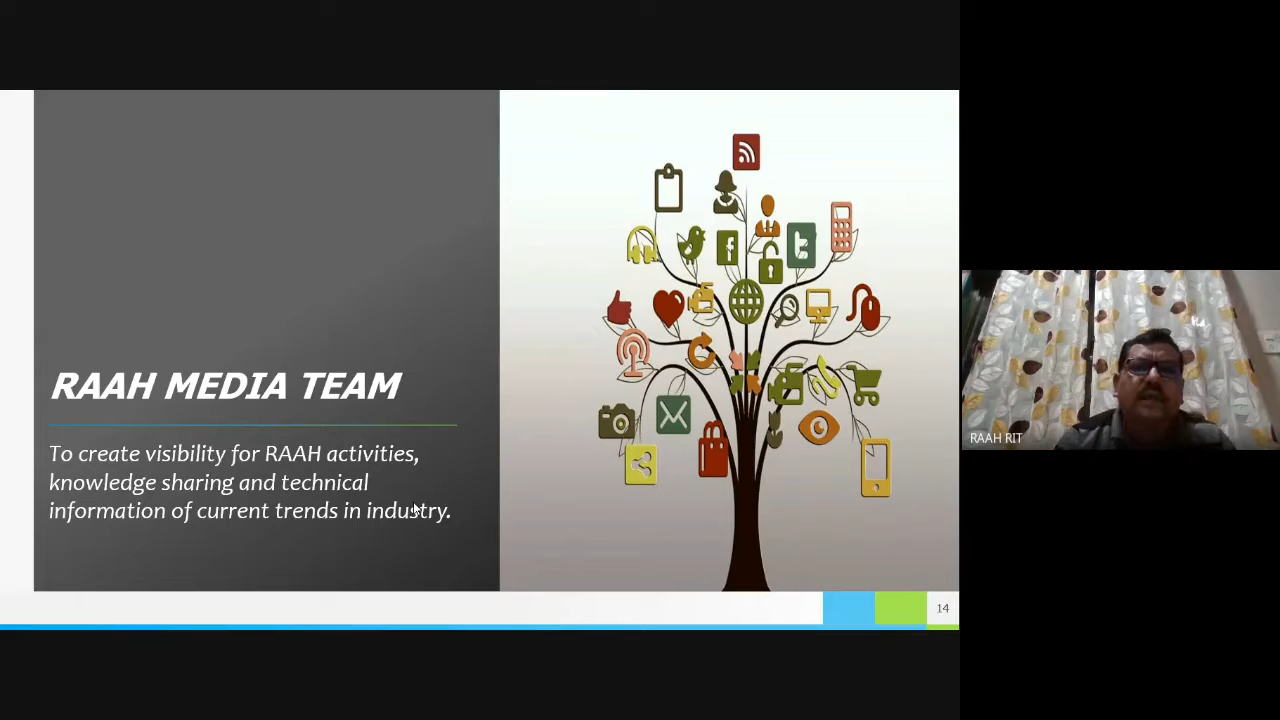 RAAH MEDIA TEAM
To create visibility for RAAH activities,
knowledge sharing and technical
information of current trends in industry.
14
RAAH RIT